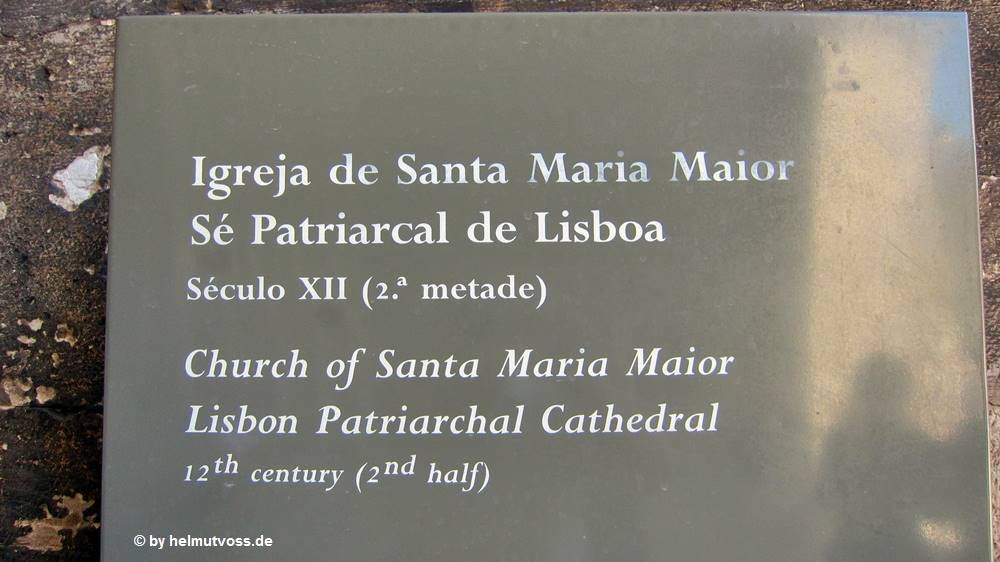 Igreja de Santa Maria Maior
Sé Patriarcal de Lisboa
Século XII (2.ª metade)
Church of Santa Maria Maior
Lisbon Patriarchal Cathedral
12th century (2nd half)
© by helmutvoss.de